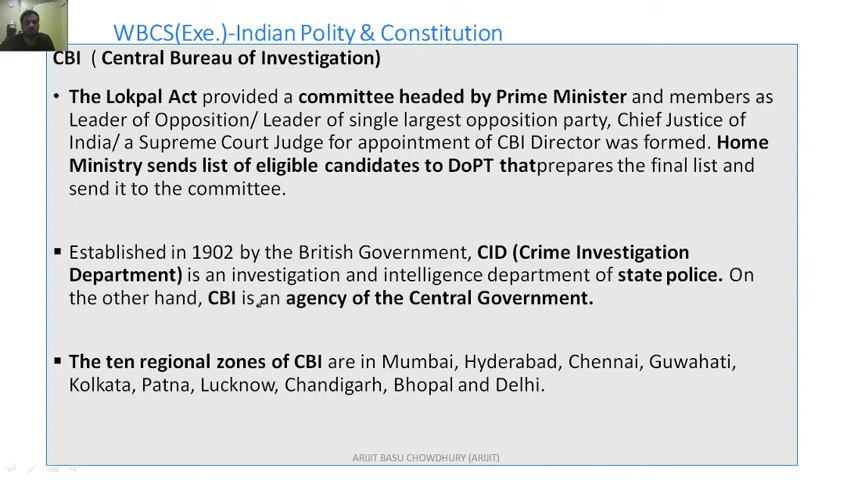 WBCS(Exe.)-Indian Polity & Constitution
CBI ( Central Bureau of Investigation)
• The Lokpal Act provided a committee headed by Prime Minister and members as
Leader of Opposition/ Leader of single largest opposition party, Chief Justice of
India/ a Supreme Court Judge for appointment of CBI Director was formed. Home
Ministry sends list of eligible candidates to DoPT thatprepares the final list and
send it to the committee.
▪ Established in 1902 by the British Government, CID (Crime Investigation
Department) is an investigation and intelligence department of state police. On
the other hand, CBI is an agency of the Central Government.
▪ The ten regional zones of CBI are in Mumbai, Hyderabad, Chennai, Guwahati,
Kolkata, Patna, Lucknow, Chandigarh, Bhopal and Delhi.
ARIJIT BASU CHOWDHURY (ARIJIT)